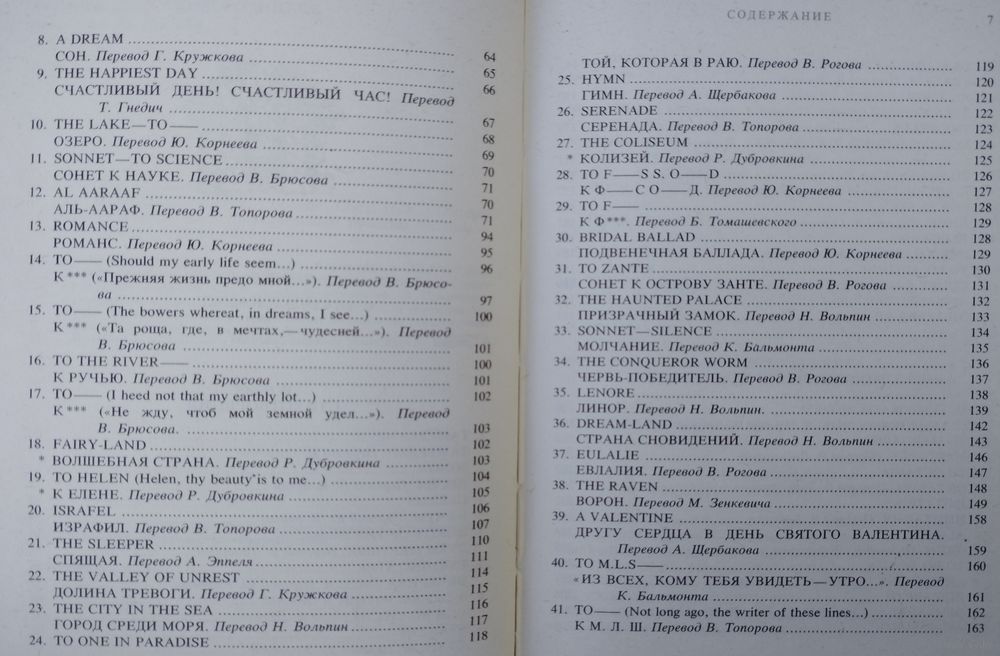 8. A DREAM ........ 64
СОН. Перевод Г. Кружкова ........ 65
9. THE HAPPIEST DAY ........ 66
СЧАСТЛИВЫЙ ДЕНЬ! СЧАСТЛИВЫЙ ЧАС! Перевод
Т. Гнедич ........ 67
10. THE LAKE—TO —— ........ 68
ОЗЕРО. Перевод Ю. Корнеева ........ 69
11. SONNET—TO SCIENCE ........ 70
СОНЕТ К НАУКЕ. Перевод В. Брюсова ........ 71
12. AL AARAAF ........ 70
АЛЬ-ААРАФ. Перевод В. Топорова ........ 71
13. ROMANCE ........ 94
РОМАНС. Перевод Ю. Корнеева ........ 95
14. TO —— (Should my early life seem...) ........ 96
К *** («Прежняя жизнь предо мной...»). Перевод В. Брюсо-
ва ........ 97
15. TO —— (The bowers whereat, in dreams, I see...) ........ 100
К *** («Та роща, где, в мечтах,— чудесней...»). Перевод
В. Брюсова ........ 101
16. TO THE RIVER —— ........ 100
К РУЧЬЮ. Перевод В. Брюсова ........ 101
17. TO —— (I heed not that my earthly lot...) ........ 102
К *** («Не жду, чтоб мой земной удел...»). Перевод
В. Брюсова. ........ 103
18. FAIRY-LAND ........ 102
* ВОЛШЕБНАЯ СТРАНА. Перевод Р. Дубровкина ........ 103
19. TO HELEN (Helen, thy beauty is to me...) ........ 104
* К ЕЛЕНЕ. Перевод Р. Дубровкина ........ 105
20. ISRAFEL ........ 106
ИЗРАФИЛ. Перевод В. Топорова ........ 107
21. THE SLEEPER ........ 110
СПЯЩАЯ. Перевод А. Эппеля ........ 111
22. THE VALLEY OF UNREST ........ 114
ДОЛИНА ТРЕВОГИ. Перевод Г. Кружкова ........ 115
23. THE CITY IN THE SEA ........ 116
ГОРОД СРЕДИ МОРЯ. Перевод Н. Вольпин ........ 117
24. TO ONE IN PARADISE ........ 118
СОДЕРЖАНИЕ 7
ТОЙ, КОТОРАЯ В РАЮ. Перевод В. Рогова ........ 119
25. HYMN ........ 120
ГИМН. Перевод А. Щербакова ........ 121
26. SERENADE ........ 122
СЕРЕНАДА. Перевод В. Топорова ........ 123
27. THE COLISEUM ........ 124
* КОЛИЗЕЙ. Перевод Р. Дубровкина ........ 125
28. TO F——S S. O——D ........ 126
К Ф——С О——Д. Перевод Ю. Корнеева ........ 127
29. TO F—— ........ 128
К Ф***. Перевод Б. Томашевского ........ 129
30. BRIDAL BALLAD ........ 128
ПОДВЕНЕЧНАЯ БАЛЛАДА. Перевод Ю. Корнеева ........ 129
31. TO ZANTE ........ 130
СОНЕТ К ОСТРОВУ ЗАНТЕ. Перевод В. Рогова ........ 131
32. THE HAUNTED PALACE ........ 132
ПРИЗРАЧНЫЙ ЗАМОК. Перевод Н. Вольпин ........ 133
33. SONNET—SILENCE ........ 134
МОЛЧАНИЕ. Перевод К. Бальмонта ........ 135
34. THE CONQUEROR WORM ........ 136
ЧЕРВЬ-ПОБЕДИТЕЛЬ. Перевод В. Рогова ........ 137
35. LENORE ........ 138
ЛИНОР. Перевод Н. Вольпин. ........ 139
36. DREAM-LAND ........ 142
СТРАНА СНОВИДЕНИЙ. Перевод Н. Вольпин ........ 143
37. EULALIE ........ 146
ЕВЛАЛИЯ. Перевод В. Рогова ........ 147
38. THE RAVEN ........ 148
ВОРОН. Перевод М. Зенкевича ........ 149
39. A VALENTINE ........ 158
ДРУГУ СЕРДЦА В ДЕНЬ СВЯТОГО ВАЛЕНТИНА.
Перевод А. Щербакова ........ 159
40. TO M.L.S—— ........ 160
«ИЗ ВСЕХ, КОМУ ТЕБЯ УВИДЕТЬ — УТРО...». Перевод
К. Бальмонта ........ 161
41. TO —— (Not long ago, the writer of these lines...) ........ 162
К М. Л. Ш. Перевод В. Топорова ........ 163